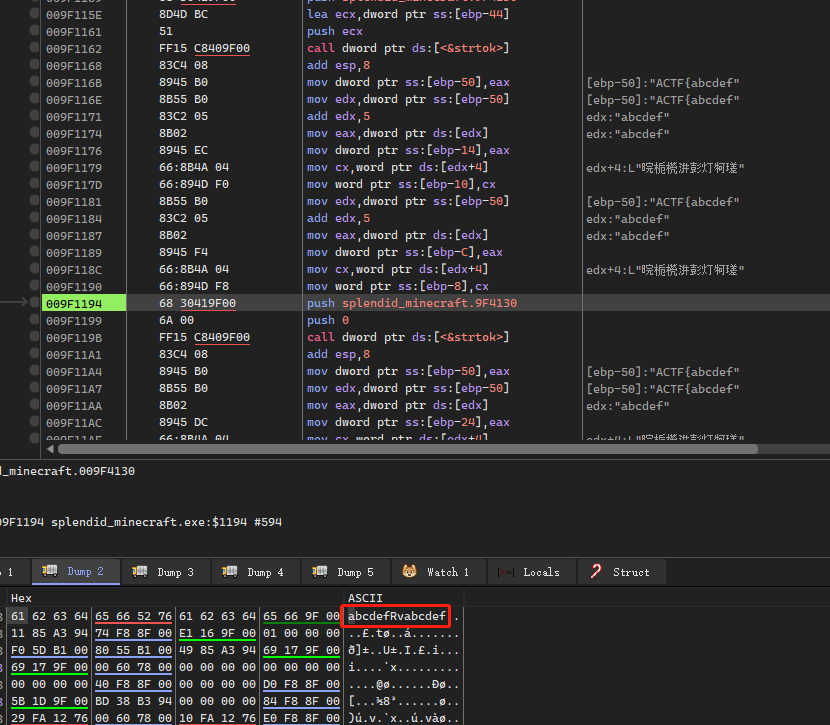 009F115E 8D4D BC lea ecx,dword ptr ss:[ebp-44]
009F1161 51 push ecx
009F1162 FF15 C8409F00 call dword ptr ds:[<&strtok>]
009F1168 83C4 08 add esp,8
009F116B 8945 B0 mov dword ptr ss:[ebp-50],eax [ebp-50]:"ACTF{abcdef"
009F116E 8B55 B0 mov edx,dword ptr ss:[ebp-50] [ebp-50]:"ACTF{abcdef"
009F1171 83C2 05 add edx,5 edx:"abcdef"
009F1174 8B02 mov eax,dword ptr ds:[edx] edx:"abcdef"
009F1176 8945 EC mov dword ptr ss:[ebp-14],eax
009F1179 66:8B4A 04 mov cx,word ptr ds:[edx+4] edx+4:L"
009F117D 66:894D F0 mov word ptr ss:[ebp-10],cx
009F1181 8B55 B0 mov edx,dword ptr ss:[ebp-50] [ebp-50]:"ACTF{abcdef"
009F1184 83C2 05 add edx,5 edx:"abcdef"
009F1187 8B02 mov eax,dword ptr ds:[edx] edx:"abcdef"
009F1189 8945 F4 mov dword ptr ss:[ebp-C],eax
009F118C 66:8B4A 04 mov cx,word ptr ds:[edx+4] edx+4:L"
009F1190 66:894D F8 mov word ptr ss:[ebp-8],cx
009F1194 68 30419F00 push splendid_minecraft.9F4130
009F1199 6A 00 push 0
009F119B FF15 C8409F00 call dword ptr ds:[<&strtok>]
009F11A1 83C4 08 add esp,8
009F11A4 8945 B0 mov dword ptr ss:[ebp-50],eax [ebp-50]:"ACTF{abcdef"
009F11A7 8B55 B0 mov edx,dword ptr ss:[ebp-50] [ebp-50]:"ACTF{abcdef"
009F11AA 8B02 mov eax,dword ptr ds:[edx] edx:"abcdef"
009F11AC 8945 DC mov dword ptr ss:[ebp-24],eax
d_minecraft.009F4130
09F1194 splendid_minecraft.exe:$1194 #594
1 Dump 2 Dump 3 Dump 4 Dump 5 Watch 1 Locals Struct
Hex ASCII
61 62 63 64 65 66 52 76 61 62 63 64 65 66 9F 00 abcdefRvabcdef.
11 85 A3 94 74 F8 8F 00 E1 16 9F 00 01 00 00 00 ..£.tø..á.......
F0 5D B1 00 80 55 B1 00 49 85 A3 94 69 17 9F 00 ð]±..U±.I.£.i...
69 17 9F 00 00 60 78 00 00 00 00 00 00 00 00 00 i....`x.........
00 00 00 00 40 F8 8F 00 00 00 00 00 D0 F8 8F 00 ....@ø......Ðø..
5B 1D 9F 00 BD 38 B3 94 00 00 00 00 84 F8 8F 00 [...½8³......ø..
29 FA 12 76 00 60 78 00 10 FA 12 76 E0 F8 8F 00 )ú.v.`x..ú.vàø..